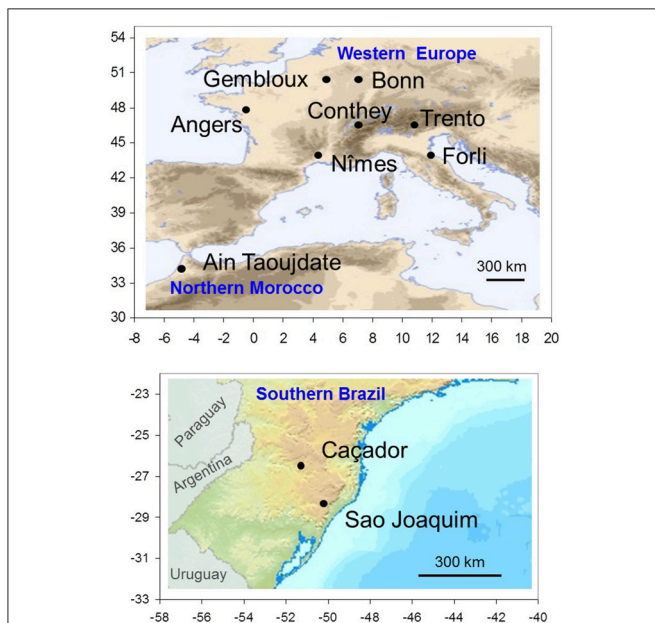 54
51
48
45
42
39
36
33
30
Western Europe
Gembloux
Bonn
Conthey
Trento
Angers
Nîmes
Forli
Ain Taoujdate
Northern Morocco
300 km
-8 -6 -4 -2 0 2 4 6 8 10 12 14 16 18 20
-23
-25
-27
-29
-31
-33
Southern Brazil
Paraguay
Argentina
Caçador
Sao Joaquim
Uruguay
300 km
-58 -56 -54 -52 -50 -48 -46 -44 -42 -40